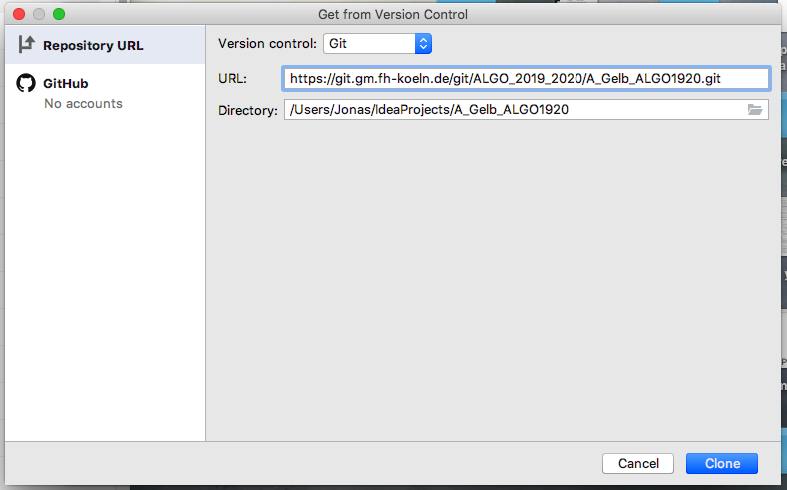 Get from Version Control
Repository URL
GitHub
No accounts
Version control: Git
URL: https://git.gm.fh-koeln.de/git/ALGO_2019_2020/A_Gelb_ALGO1920.git
Directory: /Users/Jonas/IdeaProjects/A_Gelb_ALGO1920
Cancel
Clone